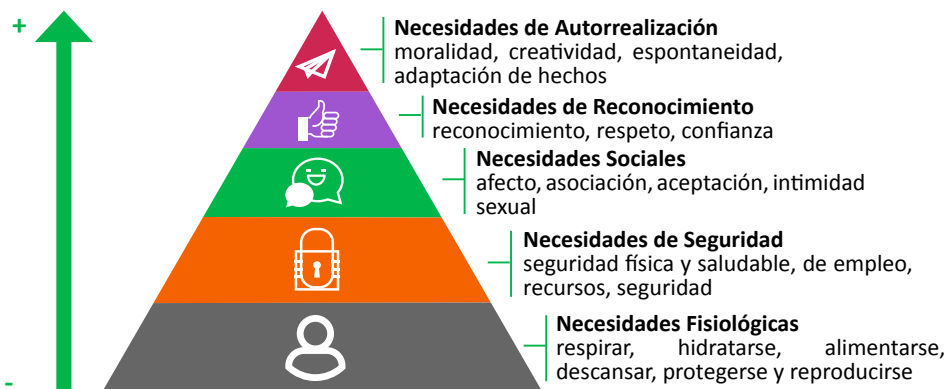 +
Necesidades de Autorrealización
moralidad, creatividad, espontaneidad,
adaptación de hechos
Necesidades de Reconocimiento
reconocimiento, respeto, confianza
Necesidades Sociales
afecto, asociación, aceptación, intimidad
sexual
Necesidades de Seguridad
seguridad física y saludable, de empleo,
recursos, seguridad
Necesidades Fisiológicas
respirar, hidratarse, alimentarse,
descansar, protegerse y reproducirse
-